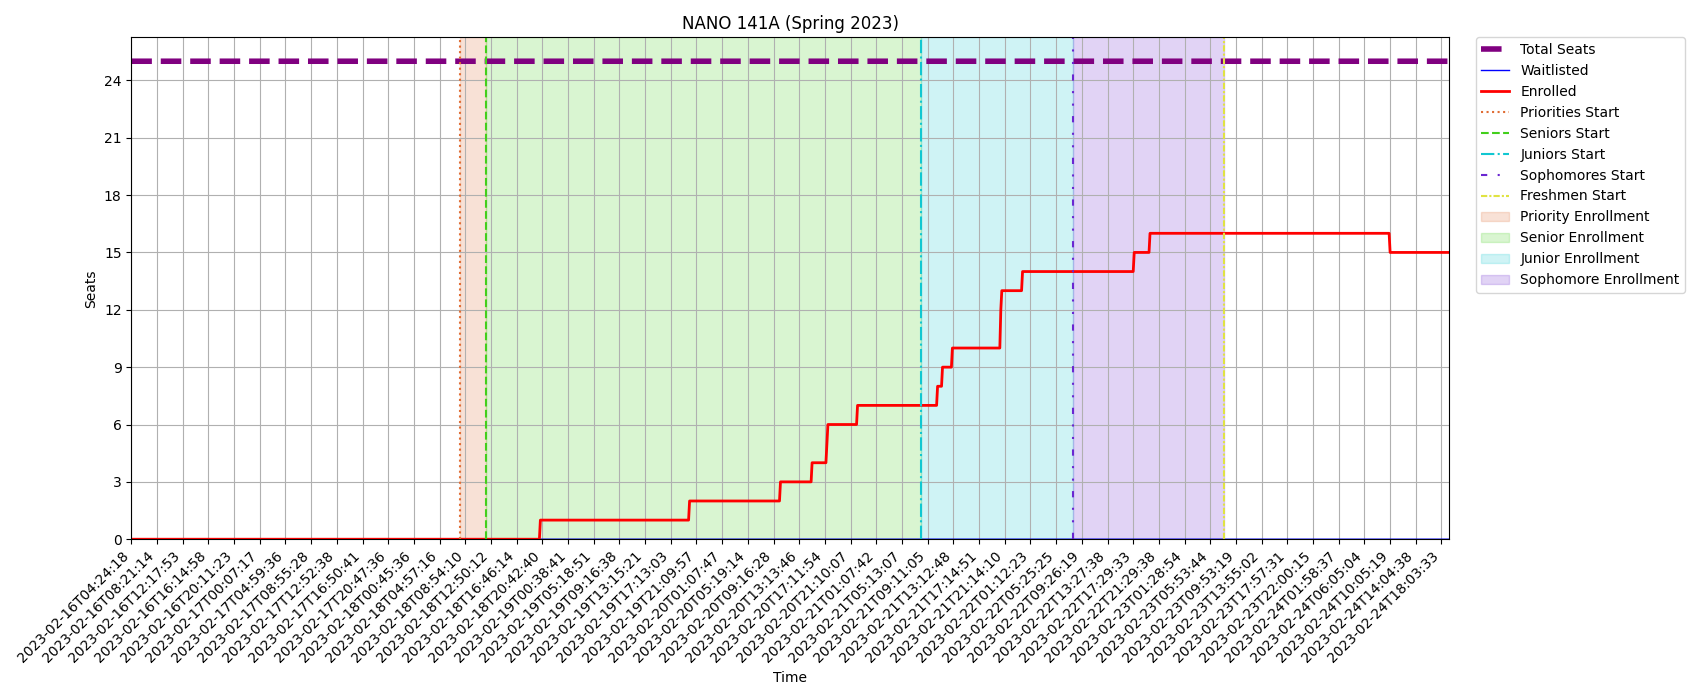 NANO 141A (Spring 2023)
Seats
24
21
18
15
12
9
6
3
0
2023-02-16T04:24:18
2023-02-16T08:21:14
2023-02-16T12:17:53
2023-02-16T16:14:58
2023-02-16T20:11:23
2023-02-17T00:07:17
2023-02-17T04:59:36
2023-02-17T08:55:28
2023-02-17T12:52:38
2023-02-17T16:50:41
2023-02-17T20:47:36
2023-02-18T00:45:36
2023-02-18T04:57:16
2023-02-18T08:54:10
2023-02-18T12:50:12
2023-02-18T16:46:14
2023-02-18T20:42:40
2023-02-19T00:38:41
2023-02-19T05:18:51
2023-02-19T09:16:38
2023-02-19T13:15:21
2023-02-19T17:13:03
2023-02-19T21:09:57
2023-02-20T01:07:47
2023-02-20T05:19:14
2023-02-20T09:16:28
2023-02-20T13:13:46
2023-02-20T17:11:54
2023-02-20T21:10:07
2023-02-21T01:07:42
2023-02-21T05:13:07
2023-02-21T09:11:05
2023-02-21T13:12:48
2023-02-21T17:14:51
2023-02-21T21:14:10
2023-02-22T01:12:23
2023-02-22T05:25:25
2023-02-22T09:26:19
2023-02-22T13:27:38
2023-02-22T17:29:33
2023-02-22T21:29:38
2023-02-23T01:28:54
2023-02-23T05:53:44
2023-02-23T09:53:19
2023-02-23T13:55:02
2023-02-23T17:57:31
2023-02-23T22:00:15
2023-02-24T01:58:37
2023-02-24T06:05:04
2023-02-24T10:05:19
2023-02-24T14:04:38
2023-02-24T18:03:33
Time
Total Seats
Waitlisted
Enrolled
Priorities Start
Seniors Start
Juniors Start
Sophomores Start
Freshmen Start
Priority Enrollment
Senior Enrollment
Junior Enrollment
Sophomore Enrollment